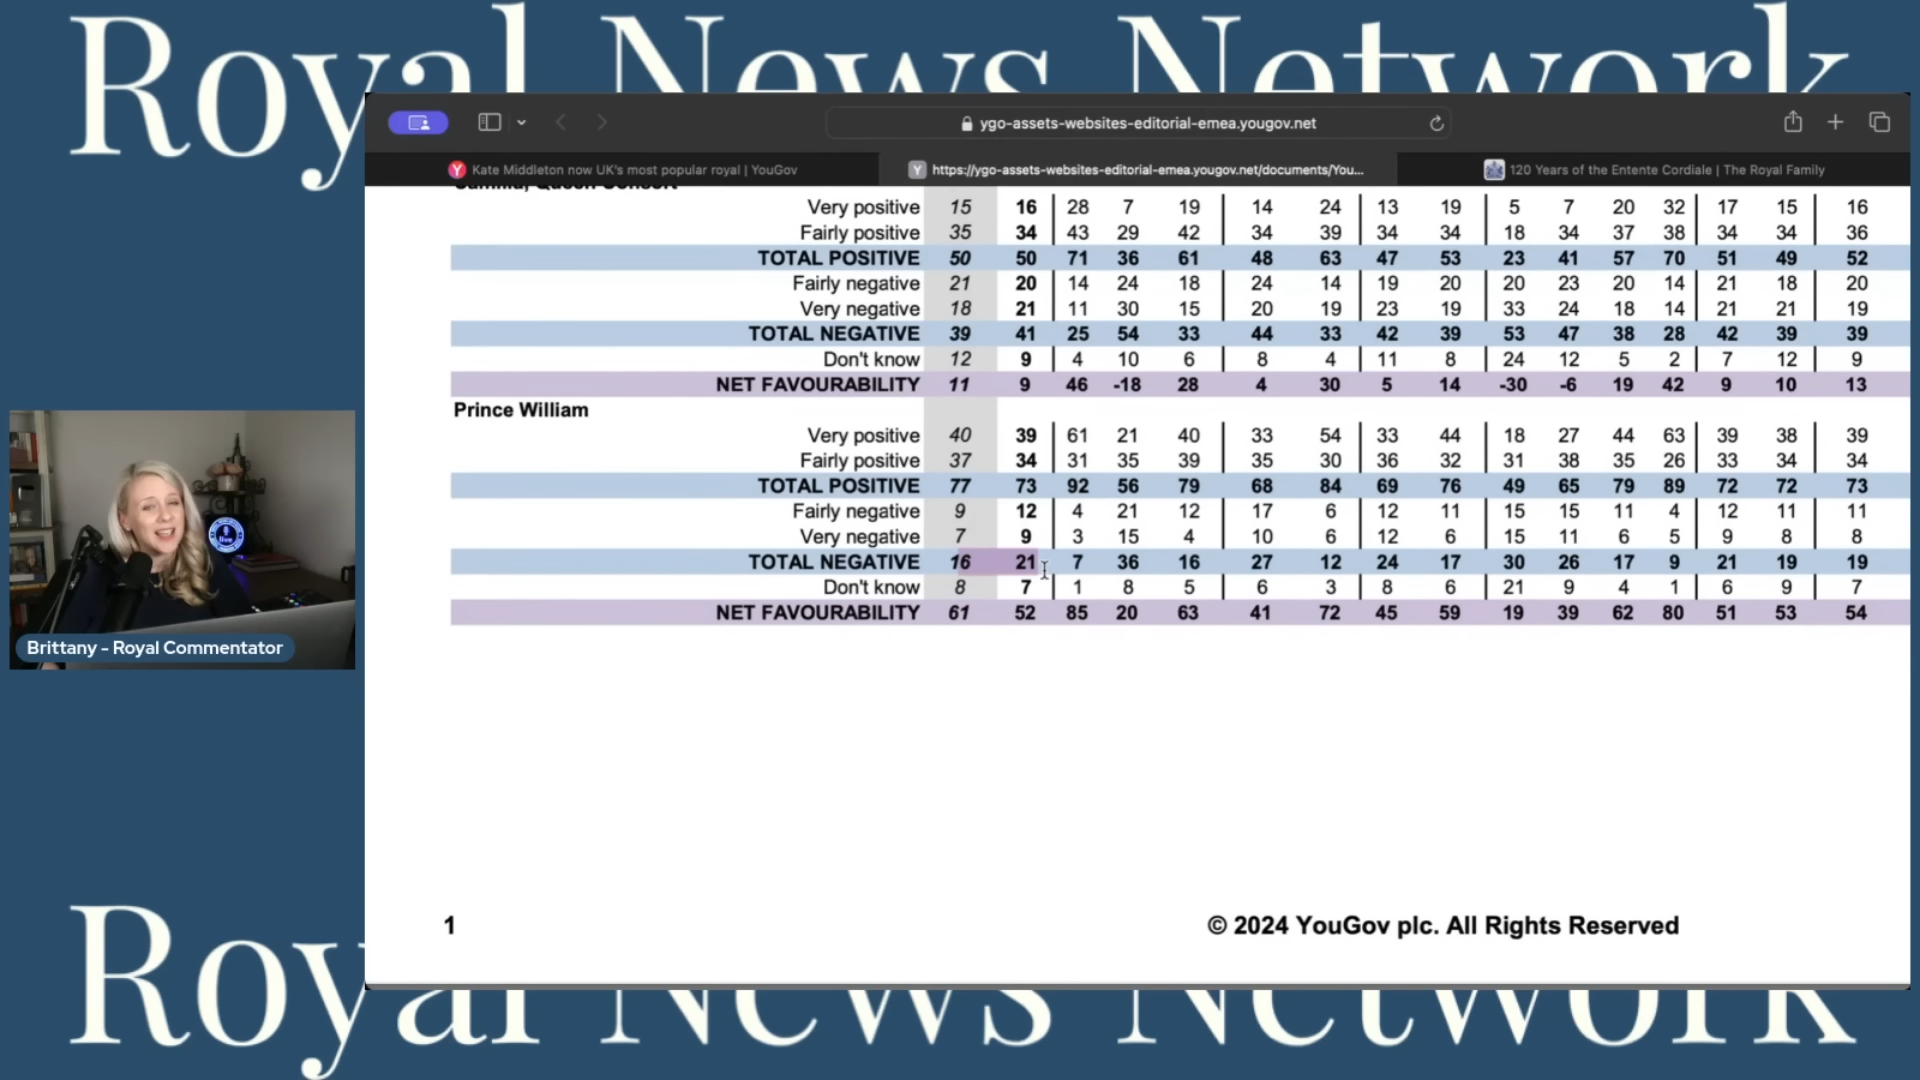 Royal News Network
ygo-assets-websites-editorial-emea.yougov.net
Kate Middleton now UK's most popular royal | YouGov
https://ygo-assets-websites-editorial-emea.yougov.net/documents/You...
120 Years of the Entente Cordiale | The Royal Family
Camilla, Queen Consort
Very positive 15 16 28 7 19 14 24 13 19 5 7 20 32 17 15 16
Fairly positive 35 34 43 29 42 34 39 34 34 18 34 37 38 34 34 36
TOTAL POSITIVE 50 50 71 36 61 48 63 47 53 23 41 57 70 51 49 52
Fairly negative 21 20 14 24 18 24 14 19 20 20 23 20 14 21 18 20
Very negative 18 21 11 30 15 20 19 23 19 33 24 18 14 21 21 19
TOTAL NEGATIVE 39 41 25 54 33 44 33 42 39 53 47 38 28 42 39 39
Don't know 12 9 4 10 6 8 4 11 8 24 12 5 2 7 12 9
NET FAVOURABILITY 11 9 46 -18 28 4 30 5 14 -30 -6 19 42 9 10 13
Prince William
Very positive 40 39 61 21 40 33 54 33 44 18 27 44 63 39 38 39
Fairly positive 37 34 31 35 39 35 30 36 32 31 38 35 26 33 34 34
TOTAL POSITIVE 77 73 92 56 79 68 84 69 76 49 65 79 89 72 72 73
Fairly negative 9 12 4 21 12 17 6 12 11 15 15 11 4 12 11 11
Very negative 7 9 3 15 4 10 6 12 6 15 11 6 5 9 8 8
TOTAL NEGATIVE 16 21 7 36 16 27 12 24 17 30 26 17 9 21 19 19
Don't know 8 7 1 8 5 6 3 8 6 21 9 4 1 6 9 7
NET FAVOURABILITY 61 52 85 20 63 41 72 45 59 19 39 62 80 51 53 54
live
Brittany - Royal Commentator
1
© 2024 YouGov plc. All Rights Reserved
Royal News Network